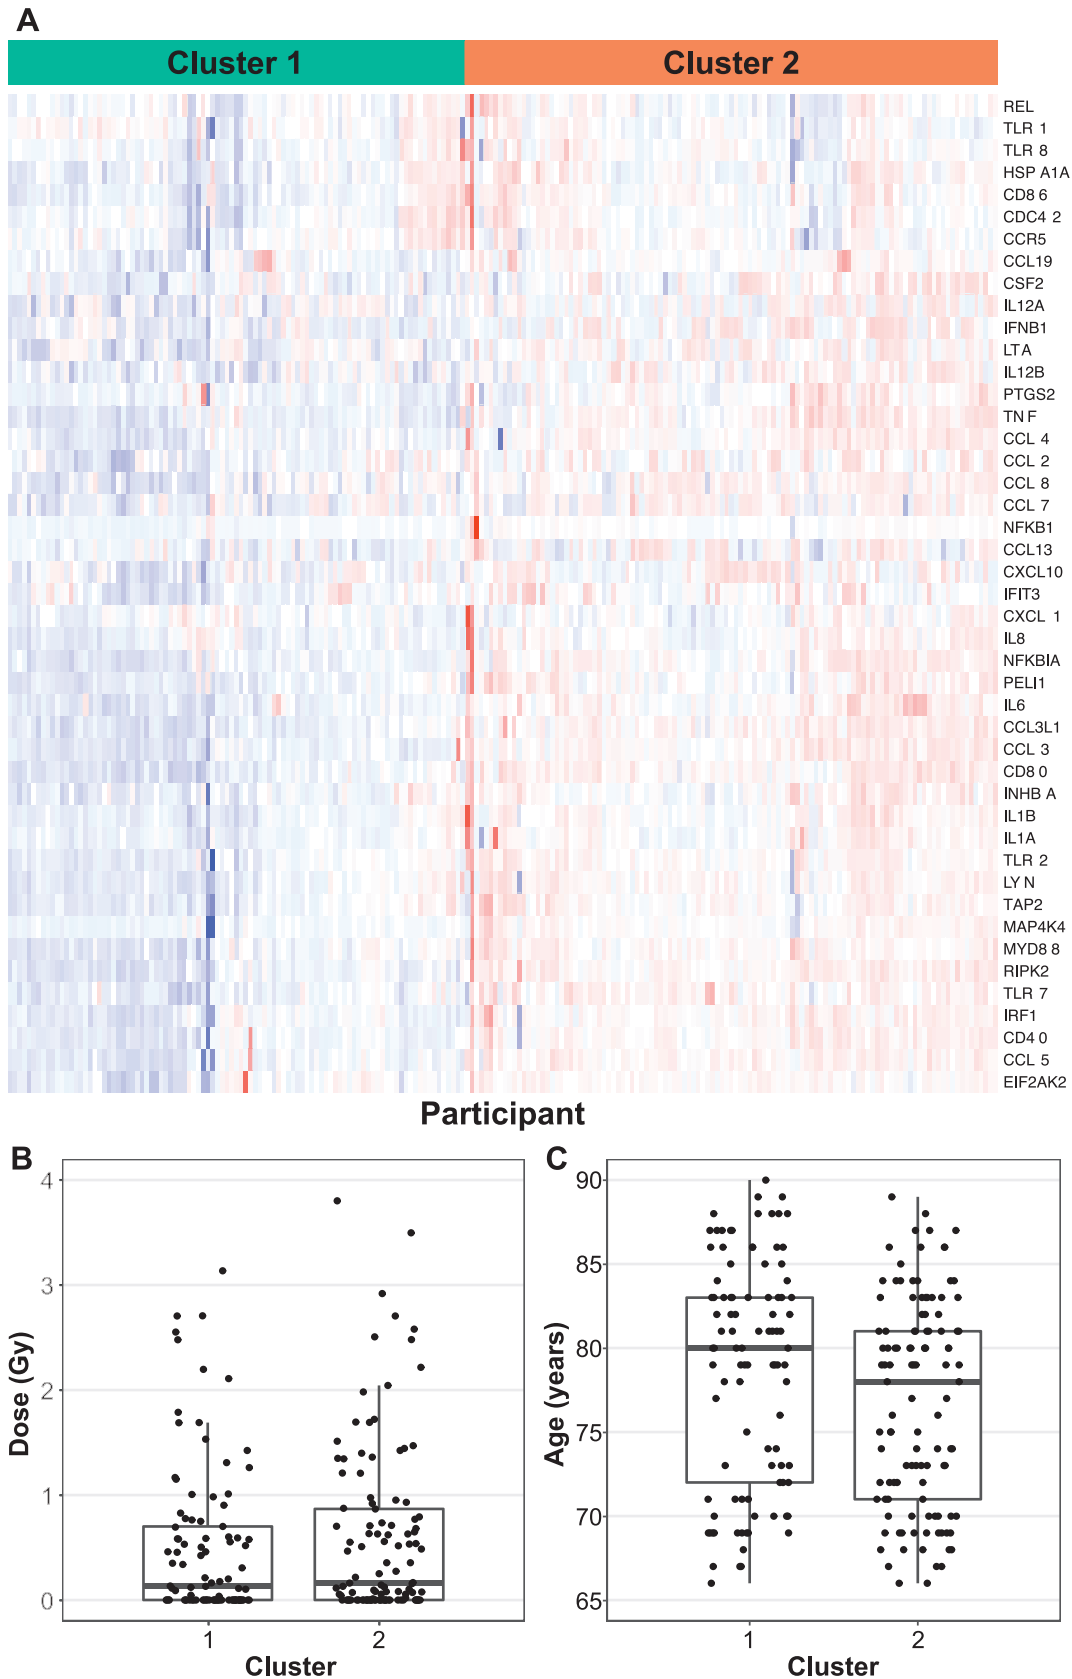 A
Cluster 1 Cluster 2
REL
TLR 1
TLR 8
HSP A1A
CD8 6
CDC4 2
CCR5
CCL19
CSF2
IL12A
IFNB1
LTA
IL12B
PTGS2
TN F
CCL 4
CCL 2
CCL 8
CCL 7
NFKB1
CCL13
CXCL10
IFIT3
CXCL 1
IL8
NFKBIA
PELI1
IL6
CCL3L1
CCL 3
CD8 0
INHB A
IL1B
IL1A
TLR 2
LY N
TAP2
MAP4K4
MYD8 8
RIPK2
TLR 7
IRF1
CD4 0
CCL 5
EIF2AK2
Participant
B
4
3
2
1
0
Dose (Gy)
1 2
Cluster
C
90
85
80
75
70
65
Age (years)
1 2
Cluster